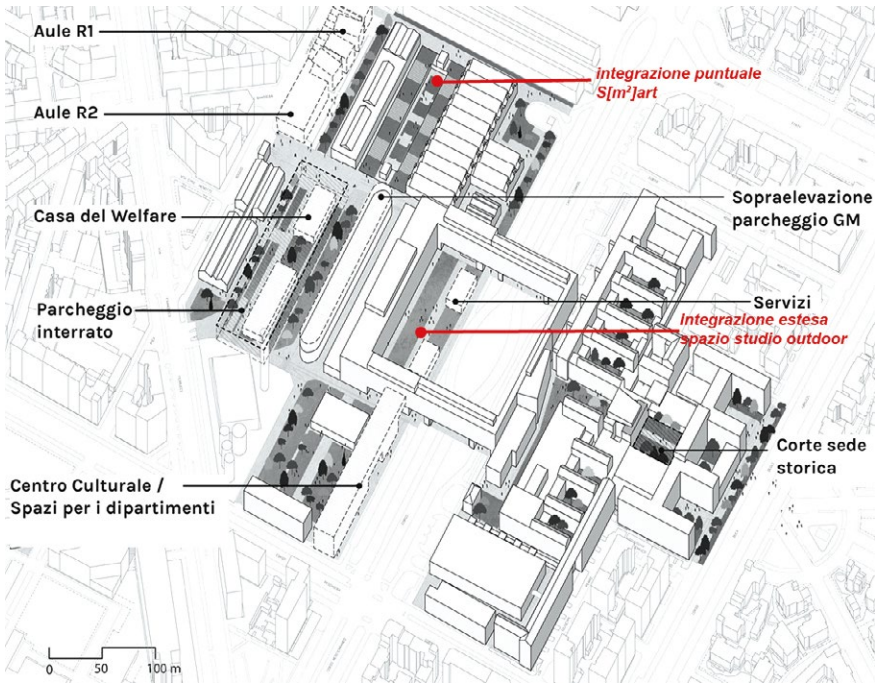 Aule R1
integrazione puntuale
S[m²]art
Aule R2
Casa del Welfare
Sopraelevazione
parcheggio GM
Parcheggio
interrato
Servizi
Integrazione estesa
spazio studio outdoor
Corte sede
storica
Centro Culturale /
Spazi per i dipartimenti
0 50 100 m